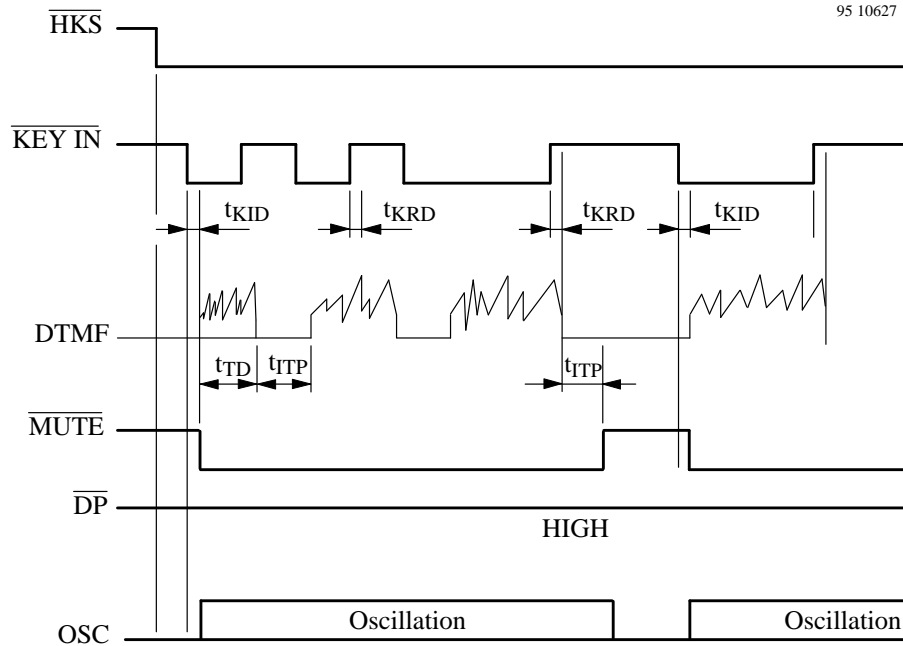 95 10627
HKS
KEY IN
tKID
tKRD
tKRD
tKID
DTMF
tTD
tITP
tITP
MUTE
DP
HIGH
OSC
Oscillation
Oscillation